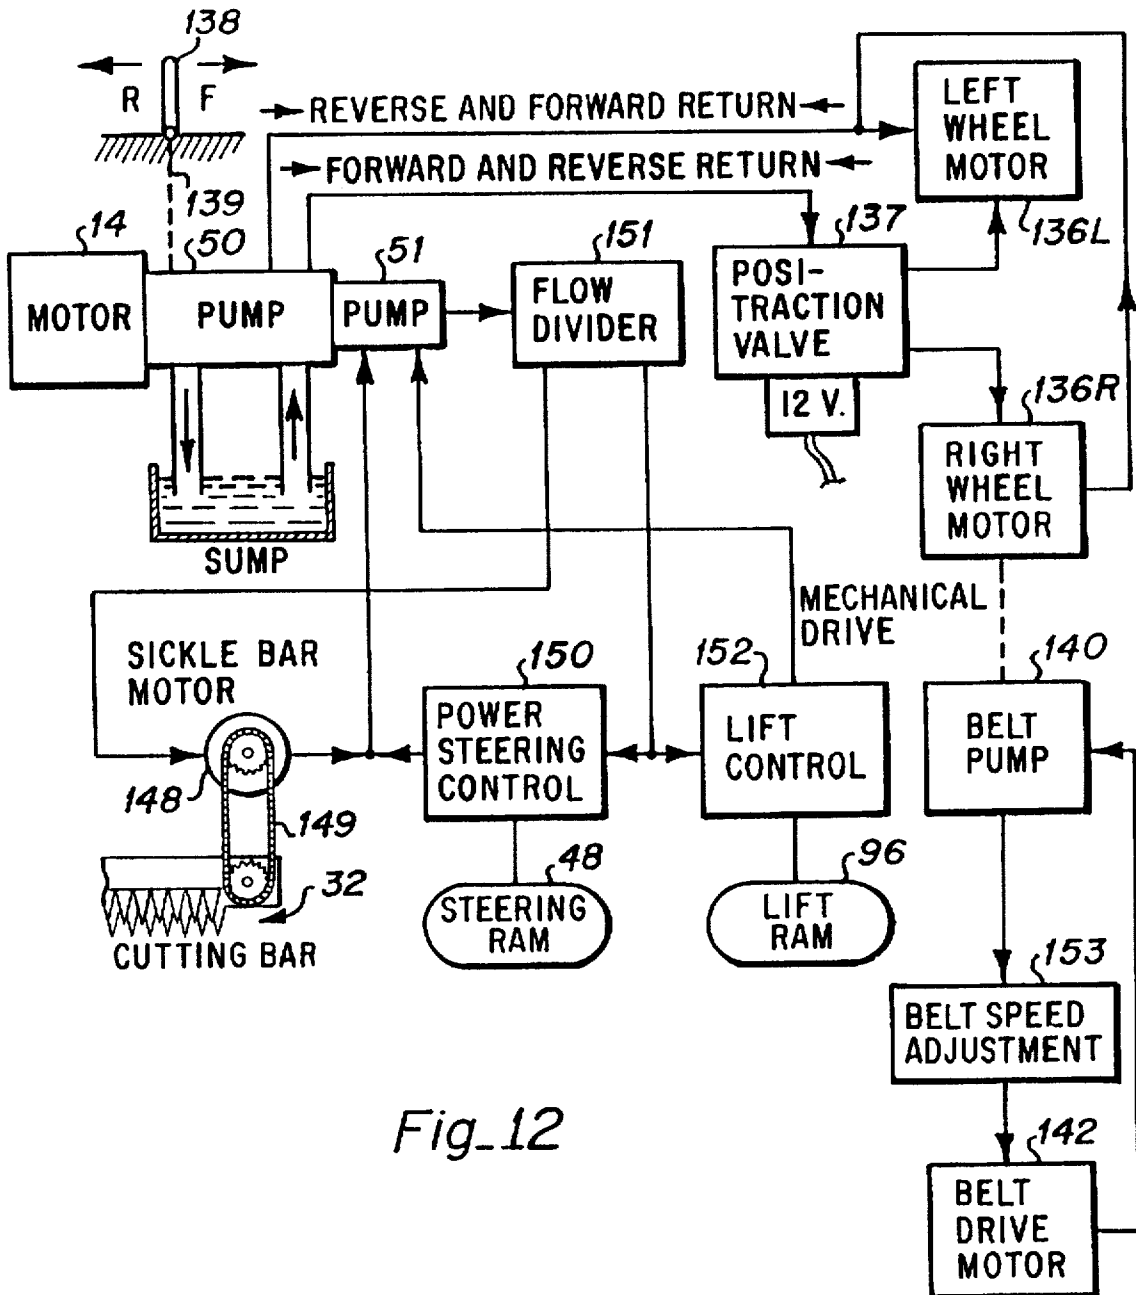 138
R F
REVERSE AND FORWARD RETURN
FORWARD AND REVERSE RETURN
139
LEFT
WHEEL
MOTOR
136L
14
MOTOR
50
PUMP
51
PUMP
151
FLOW
DIVIDER
137
POSI-
TRACTION
VALVE
12 V.
136R
RIGHT
WHEEL
MOTOR
SUMP
MECHANICAL
DRIVE
SICKLE BAR
MOTOR
148
149
32
CUTTING BAR
150
POWER
STEERING
CONTROL
48
STEERING
RAM
152
LIFT
CONTROL
96
LIFT
RAM
140
BELT
PUMP
153
BELT SPEED
ADJUSTMENT
142
BELT
DRIVE
MOTOR
Fig_12